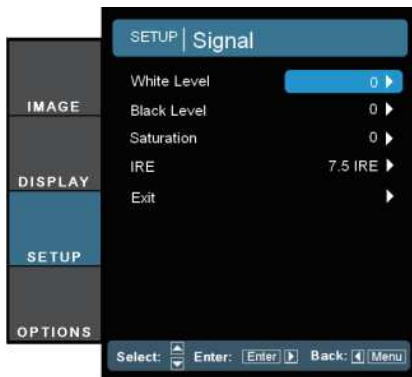 SETUP | Signal
White Level 0
IMAGE
Black Level 0
Saturation 0
IRE 7.5 IRE
DISPLAY
Exit
SETUP
OPTIONS
Select: Enter: Enter Back: Menu